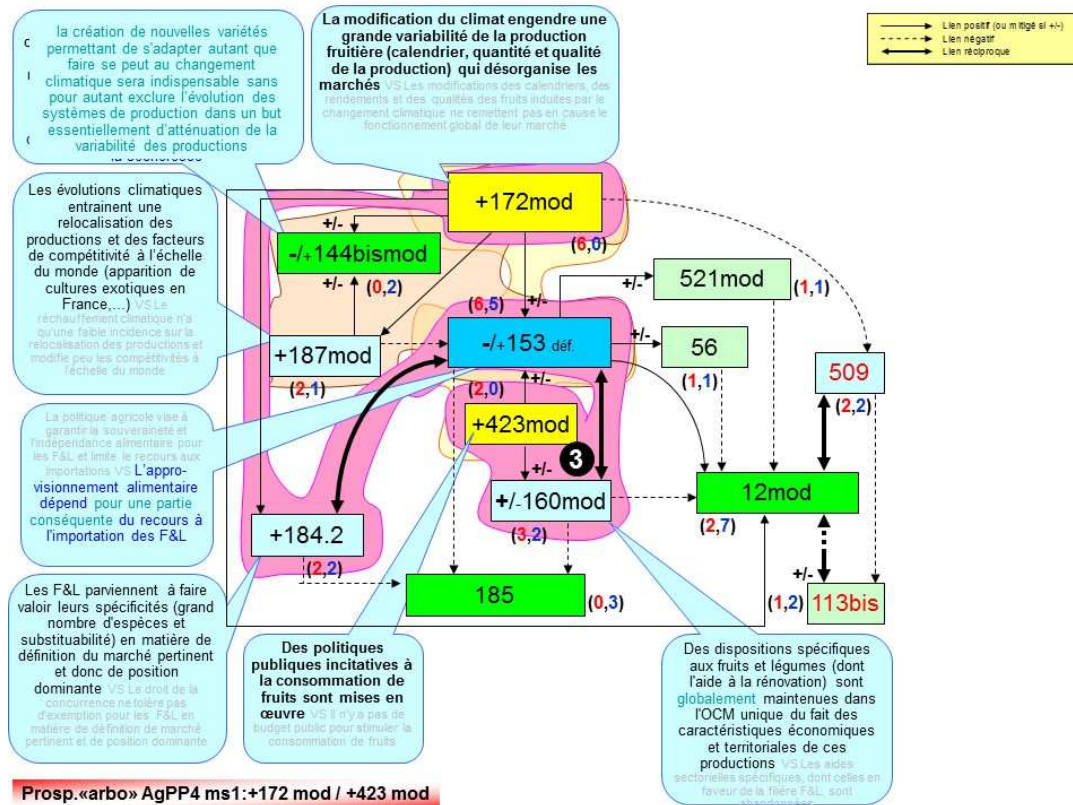 la création de nouvelles variétés
permettant de s'adapter autant que
faire se peut au changement
climatique sera indispensable sans
pour autant exclure l'évolution des
systèmes de production dans un but
essentiellement d'atténuation de la
variabilité des productions
La modification du climat engendre une
grande variabilité de la production
fruitière (calendrier, quantité et qualité
de la production) qui désorganise les
marchés VS Les modifications des calendriers, des
rendements et des qualités des fruits induites par le
changement climatique ne remettent pas en cause le
fonctionnement global de leur marché
Lien positif (ou mitigé si +/-)
Lien négatif
Lien réciproque
Les évolutions climatiques
entrainent une
relocalisation des
productions et des facteurs
de compétitivité à l'échelle
du monde (apparition de
cultures exotiques en
France,...) VS Le
réchauffement climatique n'a
qu'une faible incidence sur la
relocalisation des productions et
modifie peu les compétitivités à
l'échelle du monde
La politique agricole vise à
garantir la souveraineté et
l'indépendance alimentaire pour
les F&L et limite le recours aux
importations VS L'appro-
visionnement alimentaire
dépend pour une partie
conséquente du recours à
l'importation des F&L
Les F&L parviennent à faire
valoir leurs spécificités (grand
nombre d'espèces et
substituabilité) en matière de
définition du marché pertinent
et donc de position
dominante VS Le droit de la
concurrence ne tolère pas
d'exemption pour les F&L en
matière de définition de marché
pertinent et de position dominante
+172mod
(6,0)
+/-
-/+144bismod
+/-
(0,2)
521mod
(1,1)
+/-
(6,5)
+/-
-/+153 déf.
+/-
56
(1,1)
+187mod
(2,1)
509
(2,2)
(2,0)
+/-
+423mod
+/-
3
+/-160mod
(3,2)
12mod
(2,7)
+184.2
(2,2)
185
(0,3)
+/-
(1,2)
113bis
Des politiques
publiques incitatives à
la consommation de
fruits sont mises en
œuvre VS Il n'y a pas de
budget public pour stimuler la
consommation de fruits
Des dispositions spécifiques
aux fruits et légumes (dont
l'aide à la rénovation) sont
globalement maintenues dans
l'OCM unique du fait des
caractéristiques économiques
et territoriales de ces
productions VS Les aides
sectorielles spécifiques, dont celles en
faveur de la filière F&L, sont
abandonnées
Prosp.«arbo» AgPP4 ms1:+172 mod / +423 mod